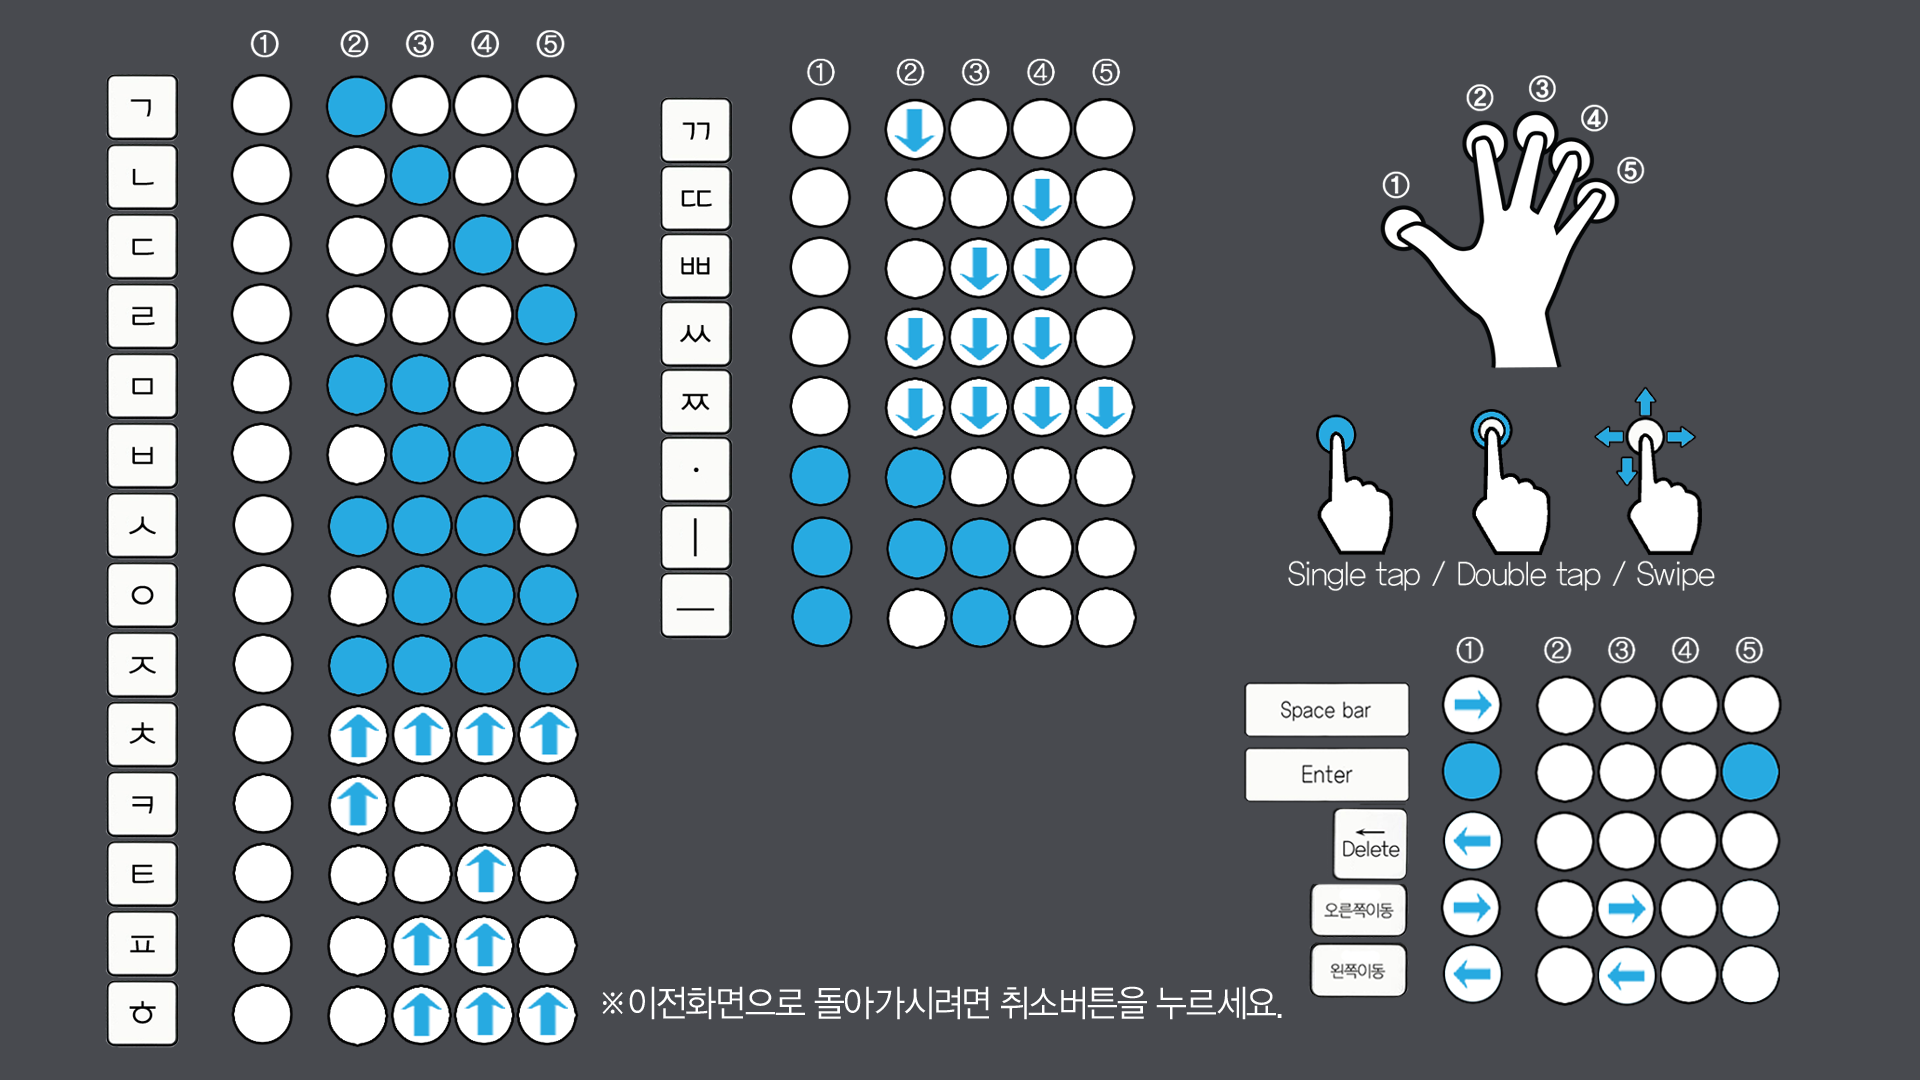 ① ② ③ ④ ⑤
ㄱ
ㄴ
ㄷ
ㄹ
ㅁ
ㅂ
ㅅ
ㅇ
ㅈ
ㅊ
ㅋ
ㅌ
ㅍ
ㅎ
① ② ③ ④ ⑤
ㄲ
ㄸ
ㅃ
ㅆ
ㅉ
·
ㅣ
ㅡ
① ② ③ ④ ⑤
Single tap / Double tap / Swipe
① ② ③ ④ ⑤
Space bar
Enter
Delete
오른쪽이동
왼쪽이동
※이전화면으로 돌아가시려면 취소버튼을 누르세요.